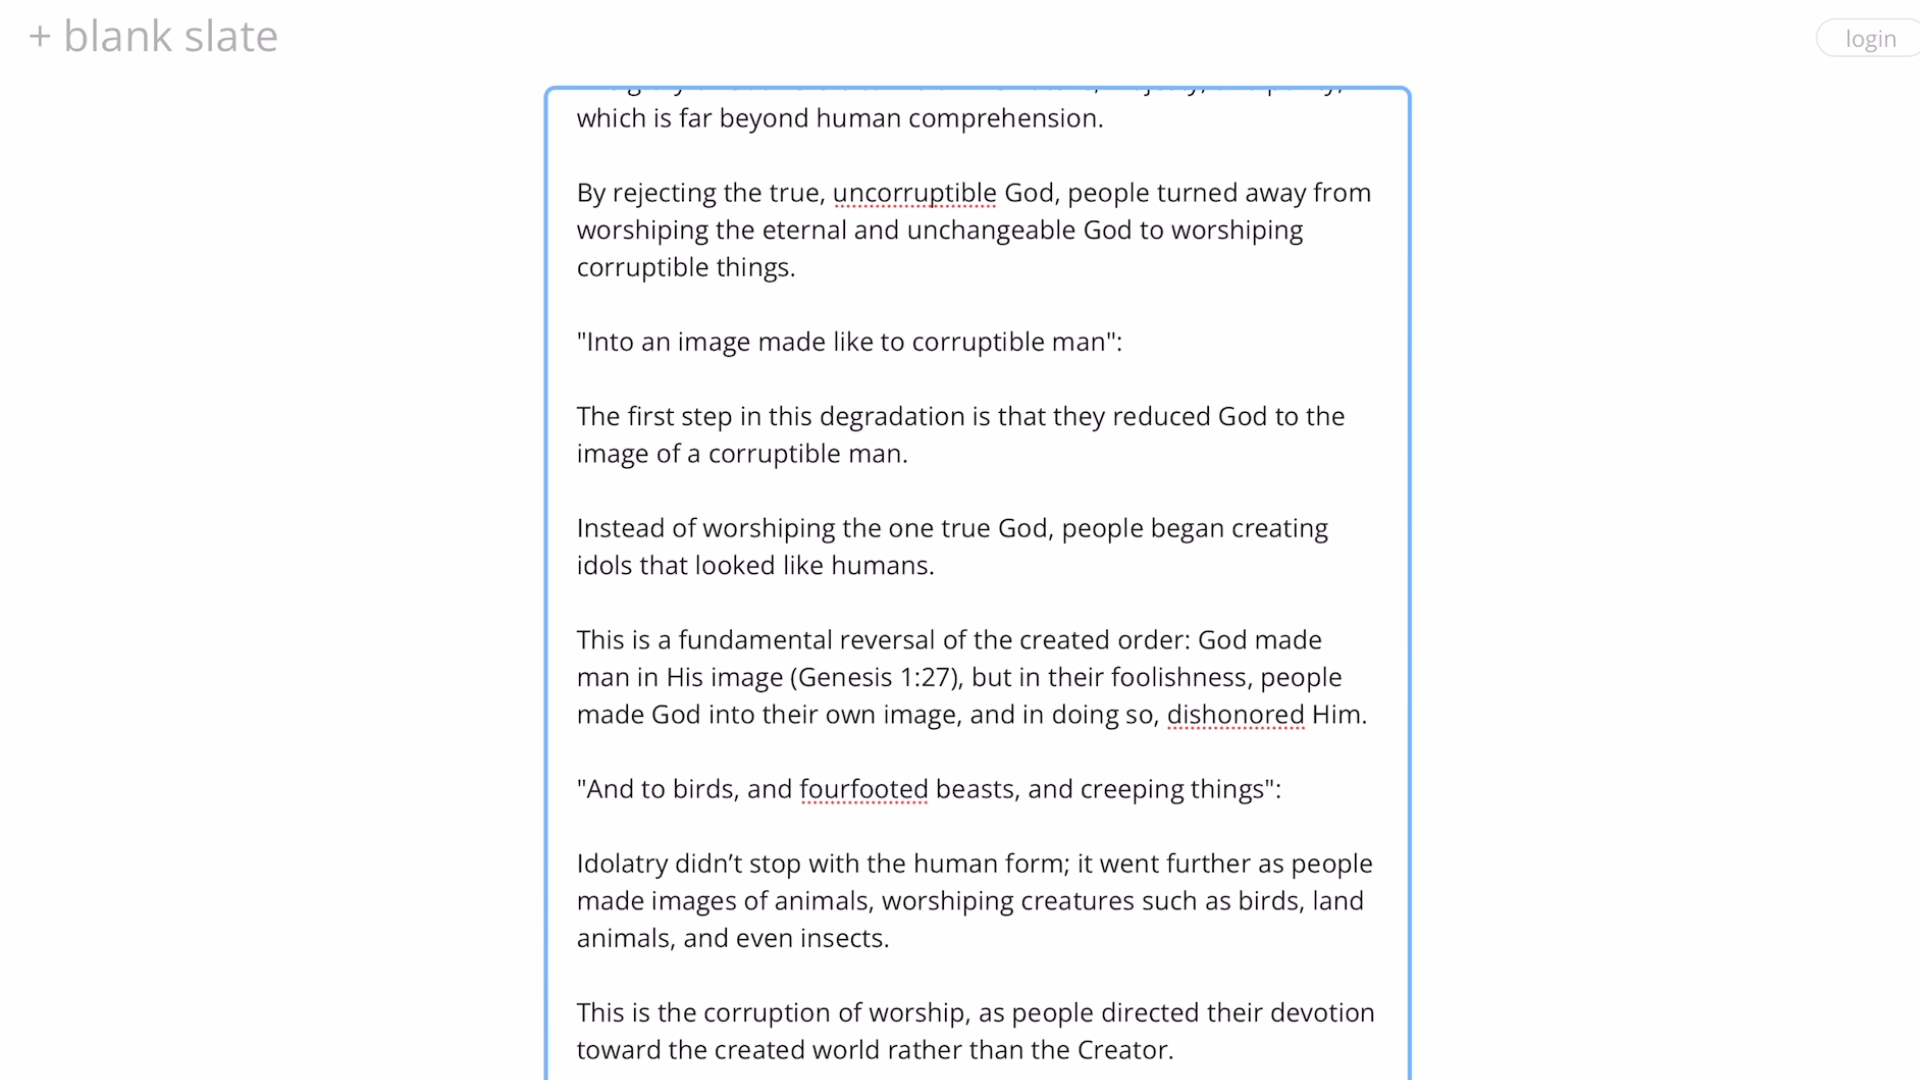 + blank slate
login
which is far beyond human comprehension.
By rejecting the true, uncorruptible God, people turned away from
worshiping the eternal and unchangeable God to worshiping
corruptible things.
"Into an image made like to corruptible man":
The first step in this degradation is that they reduced God to the
image of a corruptible man.
Instead of worshiping the one true God, people began creating
idols that looked like humans.
This is a fundamental reversal of the created order: God made
man in His image (Genesis 1:27), but in their foolishness, people
made God into their own image, and in doing so, dishonored Him.
"And to birds, and fourfooted beasts, and creeping things":
Idolatry didn’t stop with the human form; it went further as people
made images of animals, worshiping creatures such as birds, land
animals, and even insects.
This is the corruption of worship, as people directed their devotion
toward the created world rather than the Creator.